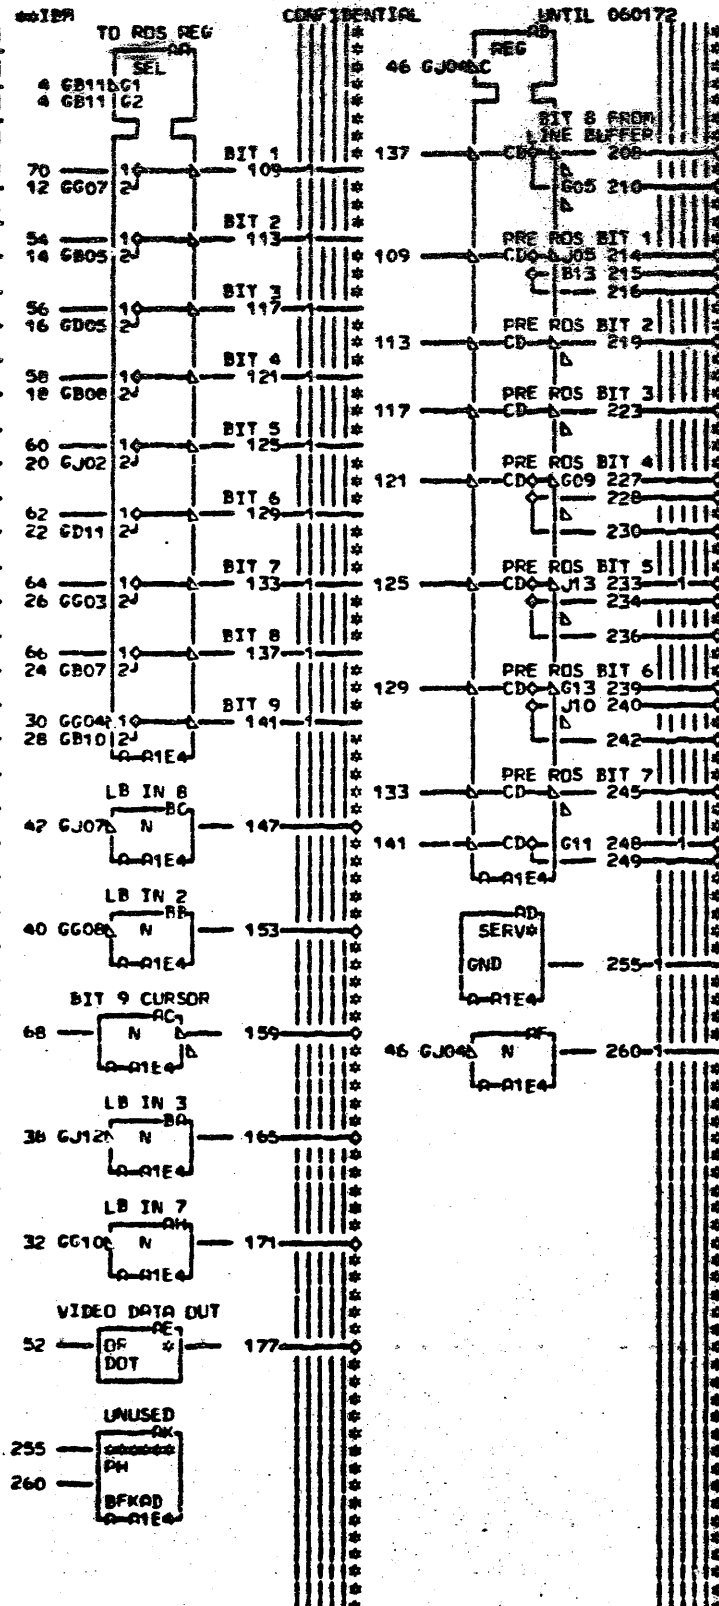 **IBM CONFIDENTIAL UNTIL 060172
TO ROS REG
AA
SEL
4 GB11 G1
4 GB11 G2
BIT 1
70 1 109
12 GG07 2
BIT 2
54 1 113
14 GB05 2
BIT 3
56 1 117
16 GD05 2
BIT 4
58 1 121
18 GB08 2
BIT 5
60 1 125
20 GJ02 2
BIT 6
62 1 129
22 GD11 2
BIT 7
64 1 133
26 GG03 2
BIT 8
66 1 137
24 GB07 2
BIT 9
30 GG04 1 141
28 GB10 2
A-A1E4
LB IN 8
BC
42 GJ07 N 147
A-A1E4
LB IN 2
BB
40 GG08 N 153
A-A1E4
BIT 9 CURSOR
AC
68 N 159
A-A1E4
LB IN 3
BA
38 GJ12 N 165
A-A1E4
LB IN 7
AH
32 GG10 N 171
A-A1E4
VIDEO DATA OUT
AE
52 OR * 177
DOT
UNUSED
AK
255 ******
PH
260
BFKAD
A-A1E4
AB
REG
46 GJ04 C
BIT 8 FROM
LINE BUFFER
137 CD 208
G05 210
PRE ROS BIT 1
109 CD J05 214
B13 215
216
PRE ROS BIT 2
113 CD 219
PRE ROS BIT 3
117 CD 223
PRE ROS BIT 4
121 CD G09 227
228
230
PRE ROS BIT 5
125 CD J13 233
234
236
PRE ROS BIT 6
129 CD G13 239
J10 240
242
PRE ROS BIT 7
133 CD 245
141 CD G11 248
249
A-A1E4
AD
SERV*
GND 255
A-A1E4
AF
46 GJ04 N 260
A-A1E4